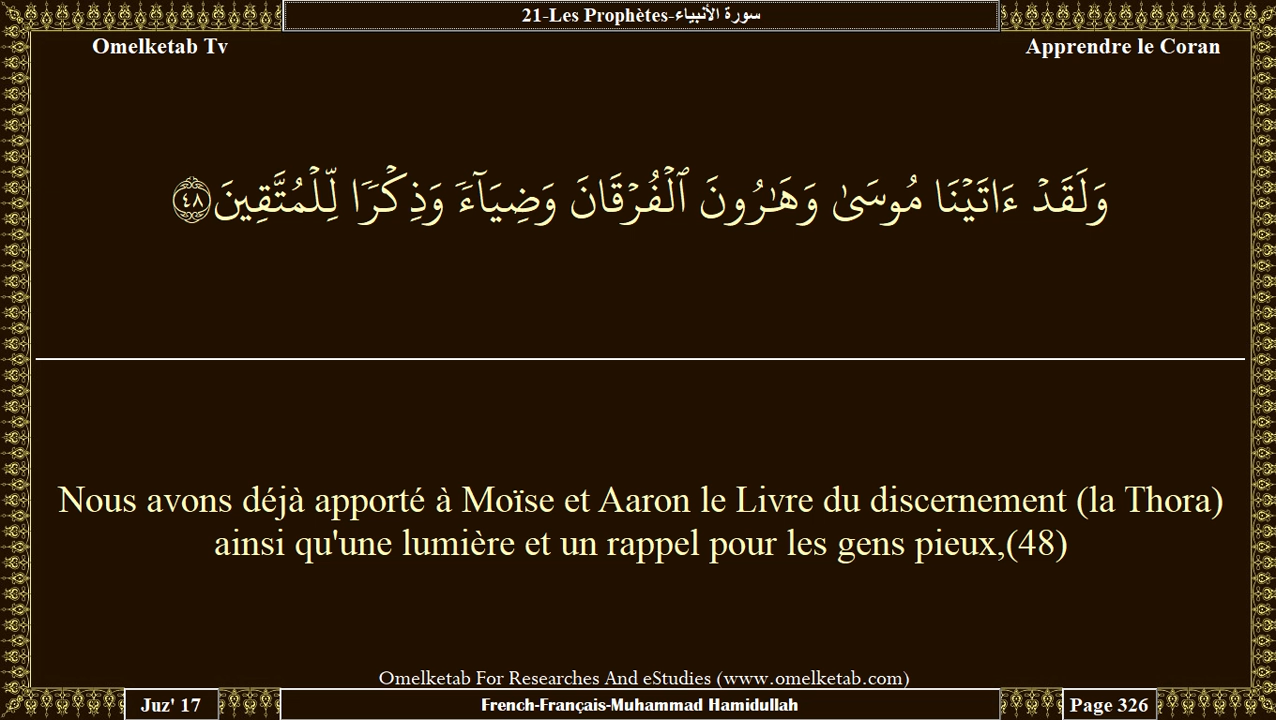 21-Les Prophètes-سورة الأنبياء
Omelketab Tv
Apprendre le Coran
وَلَقَدۡ ءَاتَيۡنَا مُوسَىٰ وَهَٰرُونَ ٱلۡفُرۡقَانَ وَضِيَآءٗ وَذِكۡرٗا لِّلۡمُتَّقِينَ ٤٨
Nous avons déjà apporté à Moïse et Aaron le Livre du discernement (la Thora)
ainsi qu'une lumière et un rappel pour les gens pieux,(48)
Omelketab For Researches And eStudies (www.omelketab.com)
Juz' 17
French-Français-Muhammad Hamidullah
Page 326